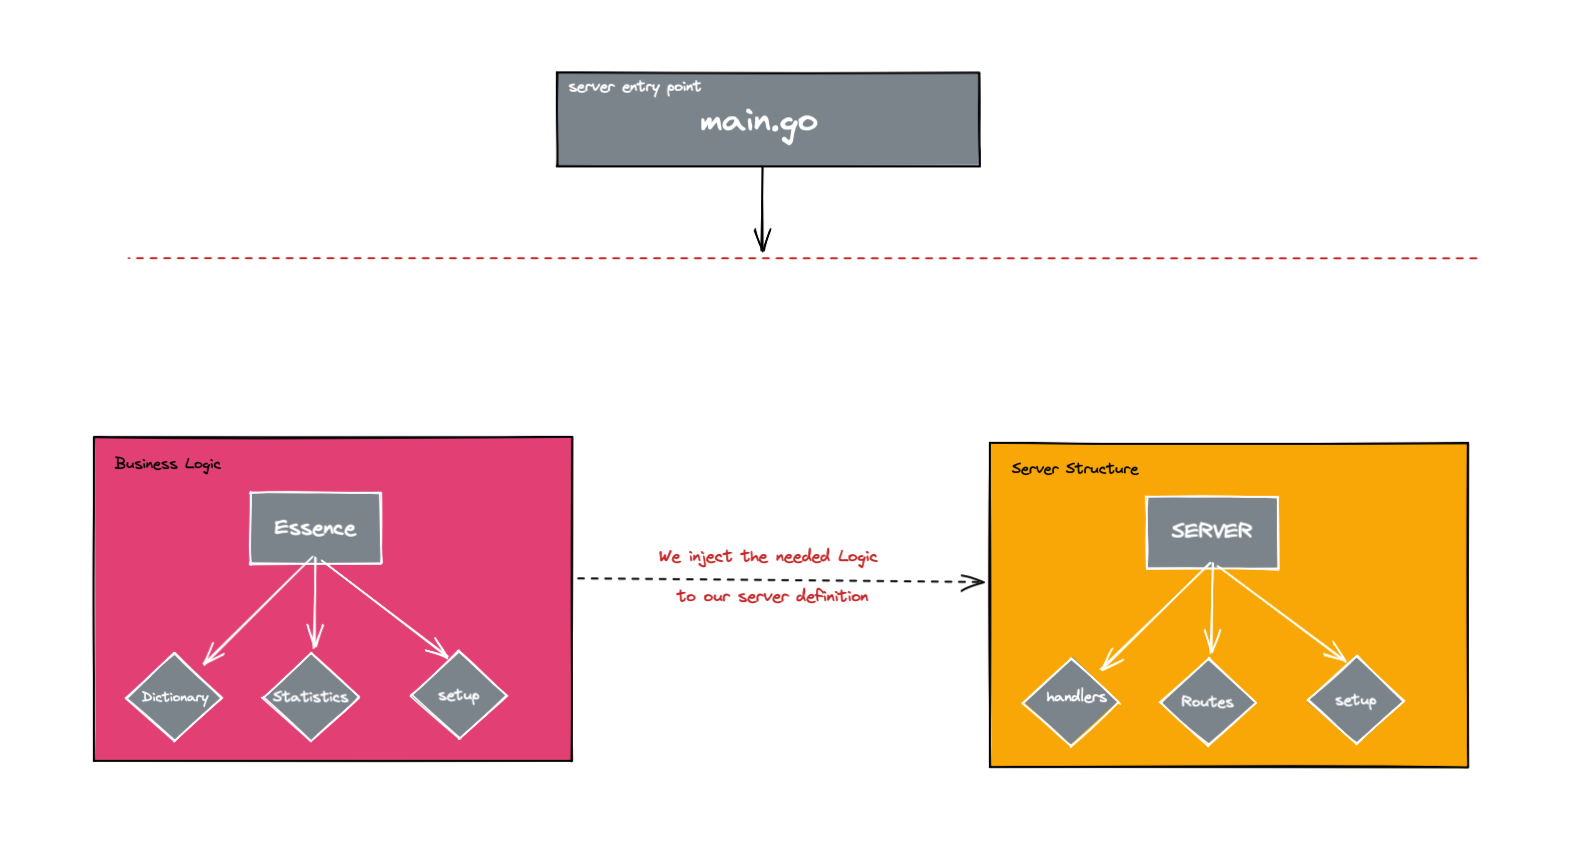 server entry point
main.go
Business Logic
Essence
Dictionary
Statistics
setup
We inject the needed Logic
to our server definition
Server Structure
SERVER
handlers
Routes
setup